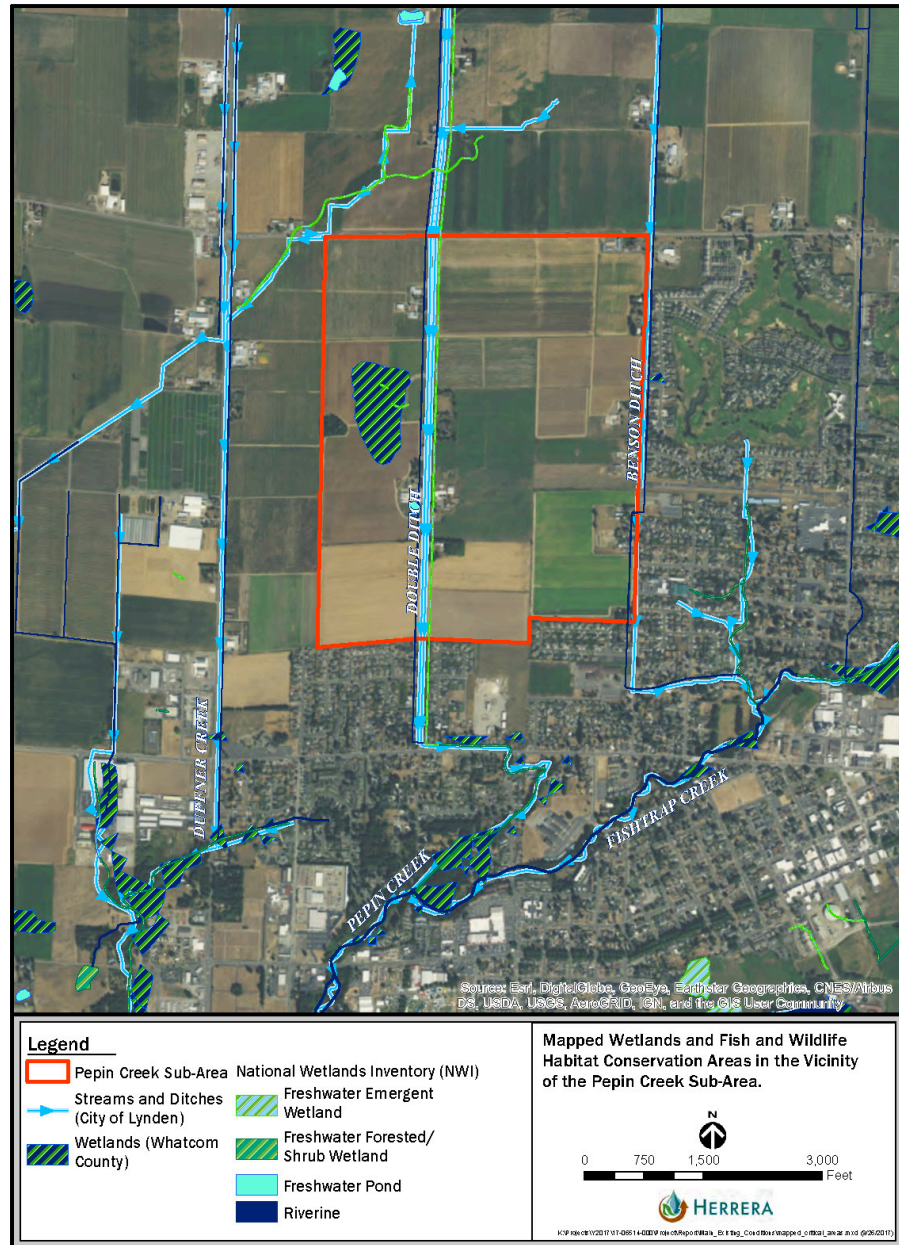 BENSON DITCH
DOUBLE DITCH
DUFFNER CREEK
FISHTRAP CREEK
PEPIN CREEK
Source: Esri, DigitalGlobe, GeoEye, Earthstar Geographics, CNES/Airbus
DS, USDA, USGS, AeroGRID, IGN, and the GIS User Community
Legend
Pepin Creek Sub-Area
Streams and Ditches
(City of Lynden)
Wetlands (Whatcom
County)
National Wetlands Inventory (NWI)
Freshwater Emergent
Wetland
Freshwater Forested/
Shrub Wetland
Freshwater Pond
Riverine
Mapped Wetlands and Fish and Wildlife
Habitat Conservation Areas in the Vicinity
of the Pepin Creek Sub-Area.
N
0 750 1,500 3,000
Feet
HERRERA